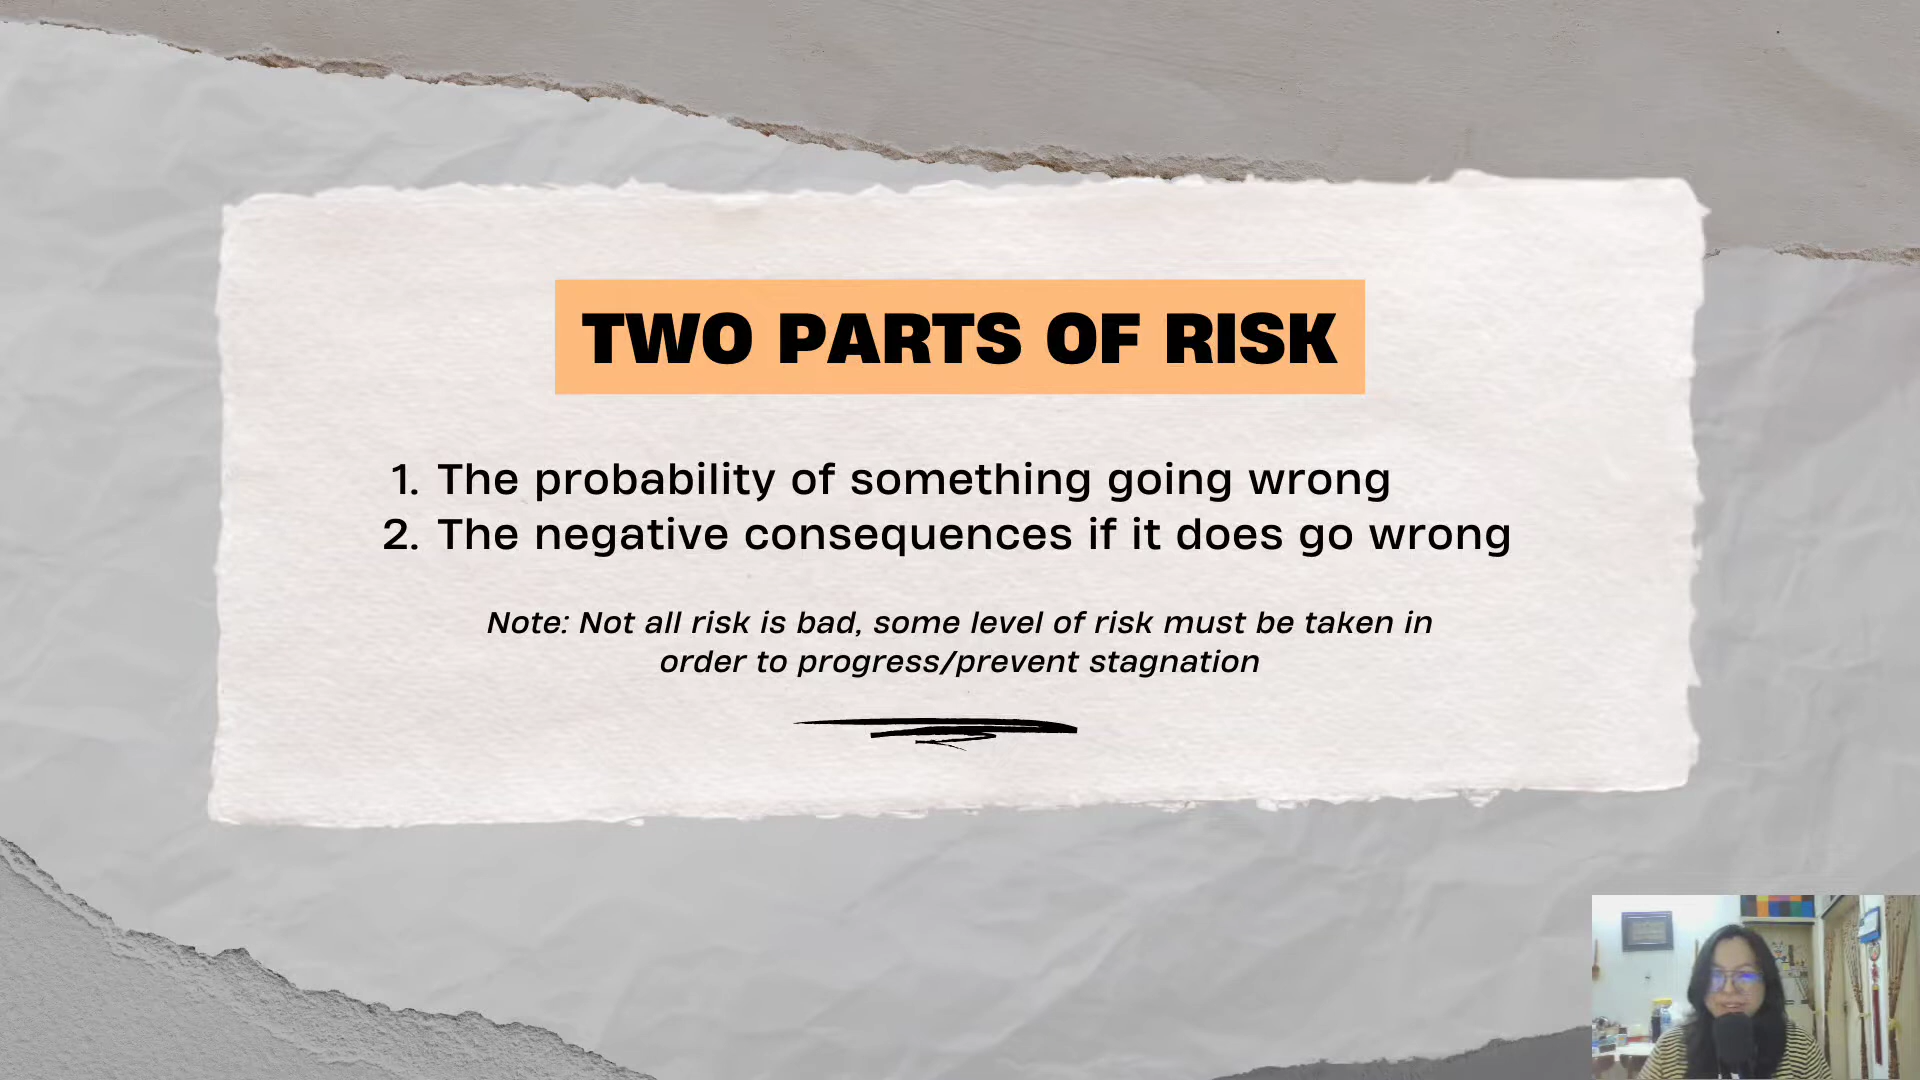 TWO PARTS OF RISK
1. The probability of something going wrong
2. The negative consequences if it does go wrong
Note: Not all risk is bad, some level of risk must be taken in
order to progress/prevent stagnation